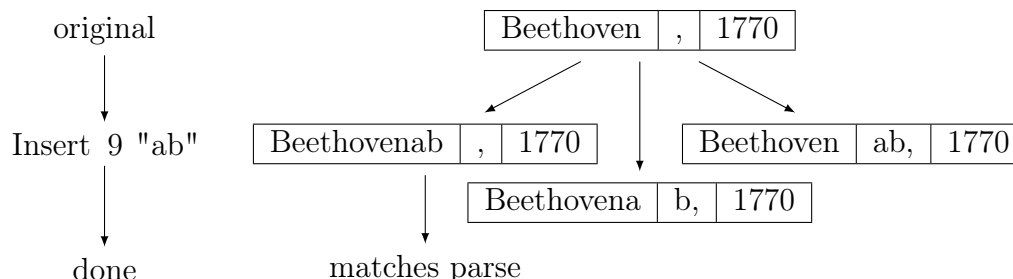 original Beethoven , 1770
Insert 9 "ab" Beethovenab , 1770 Beethoven ab, 1770
Beethovena b, 1770
done matches parse